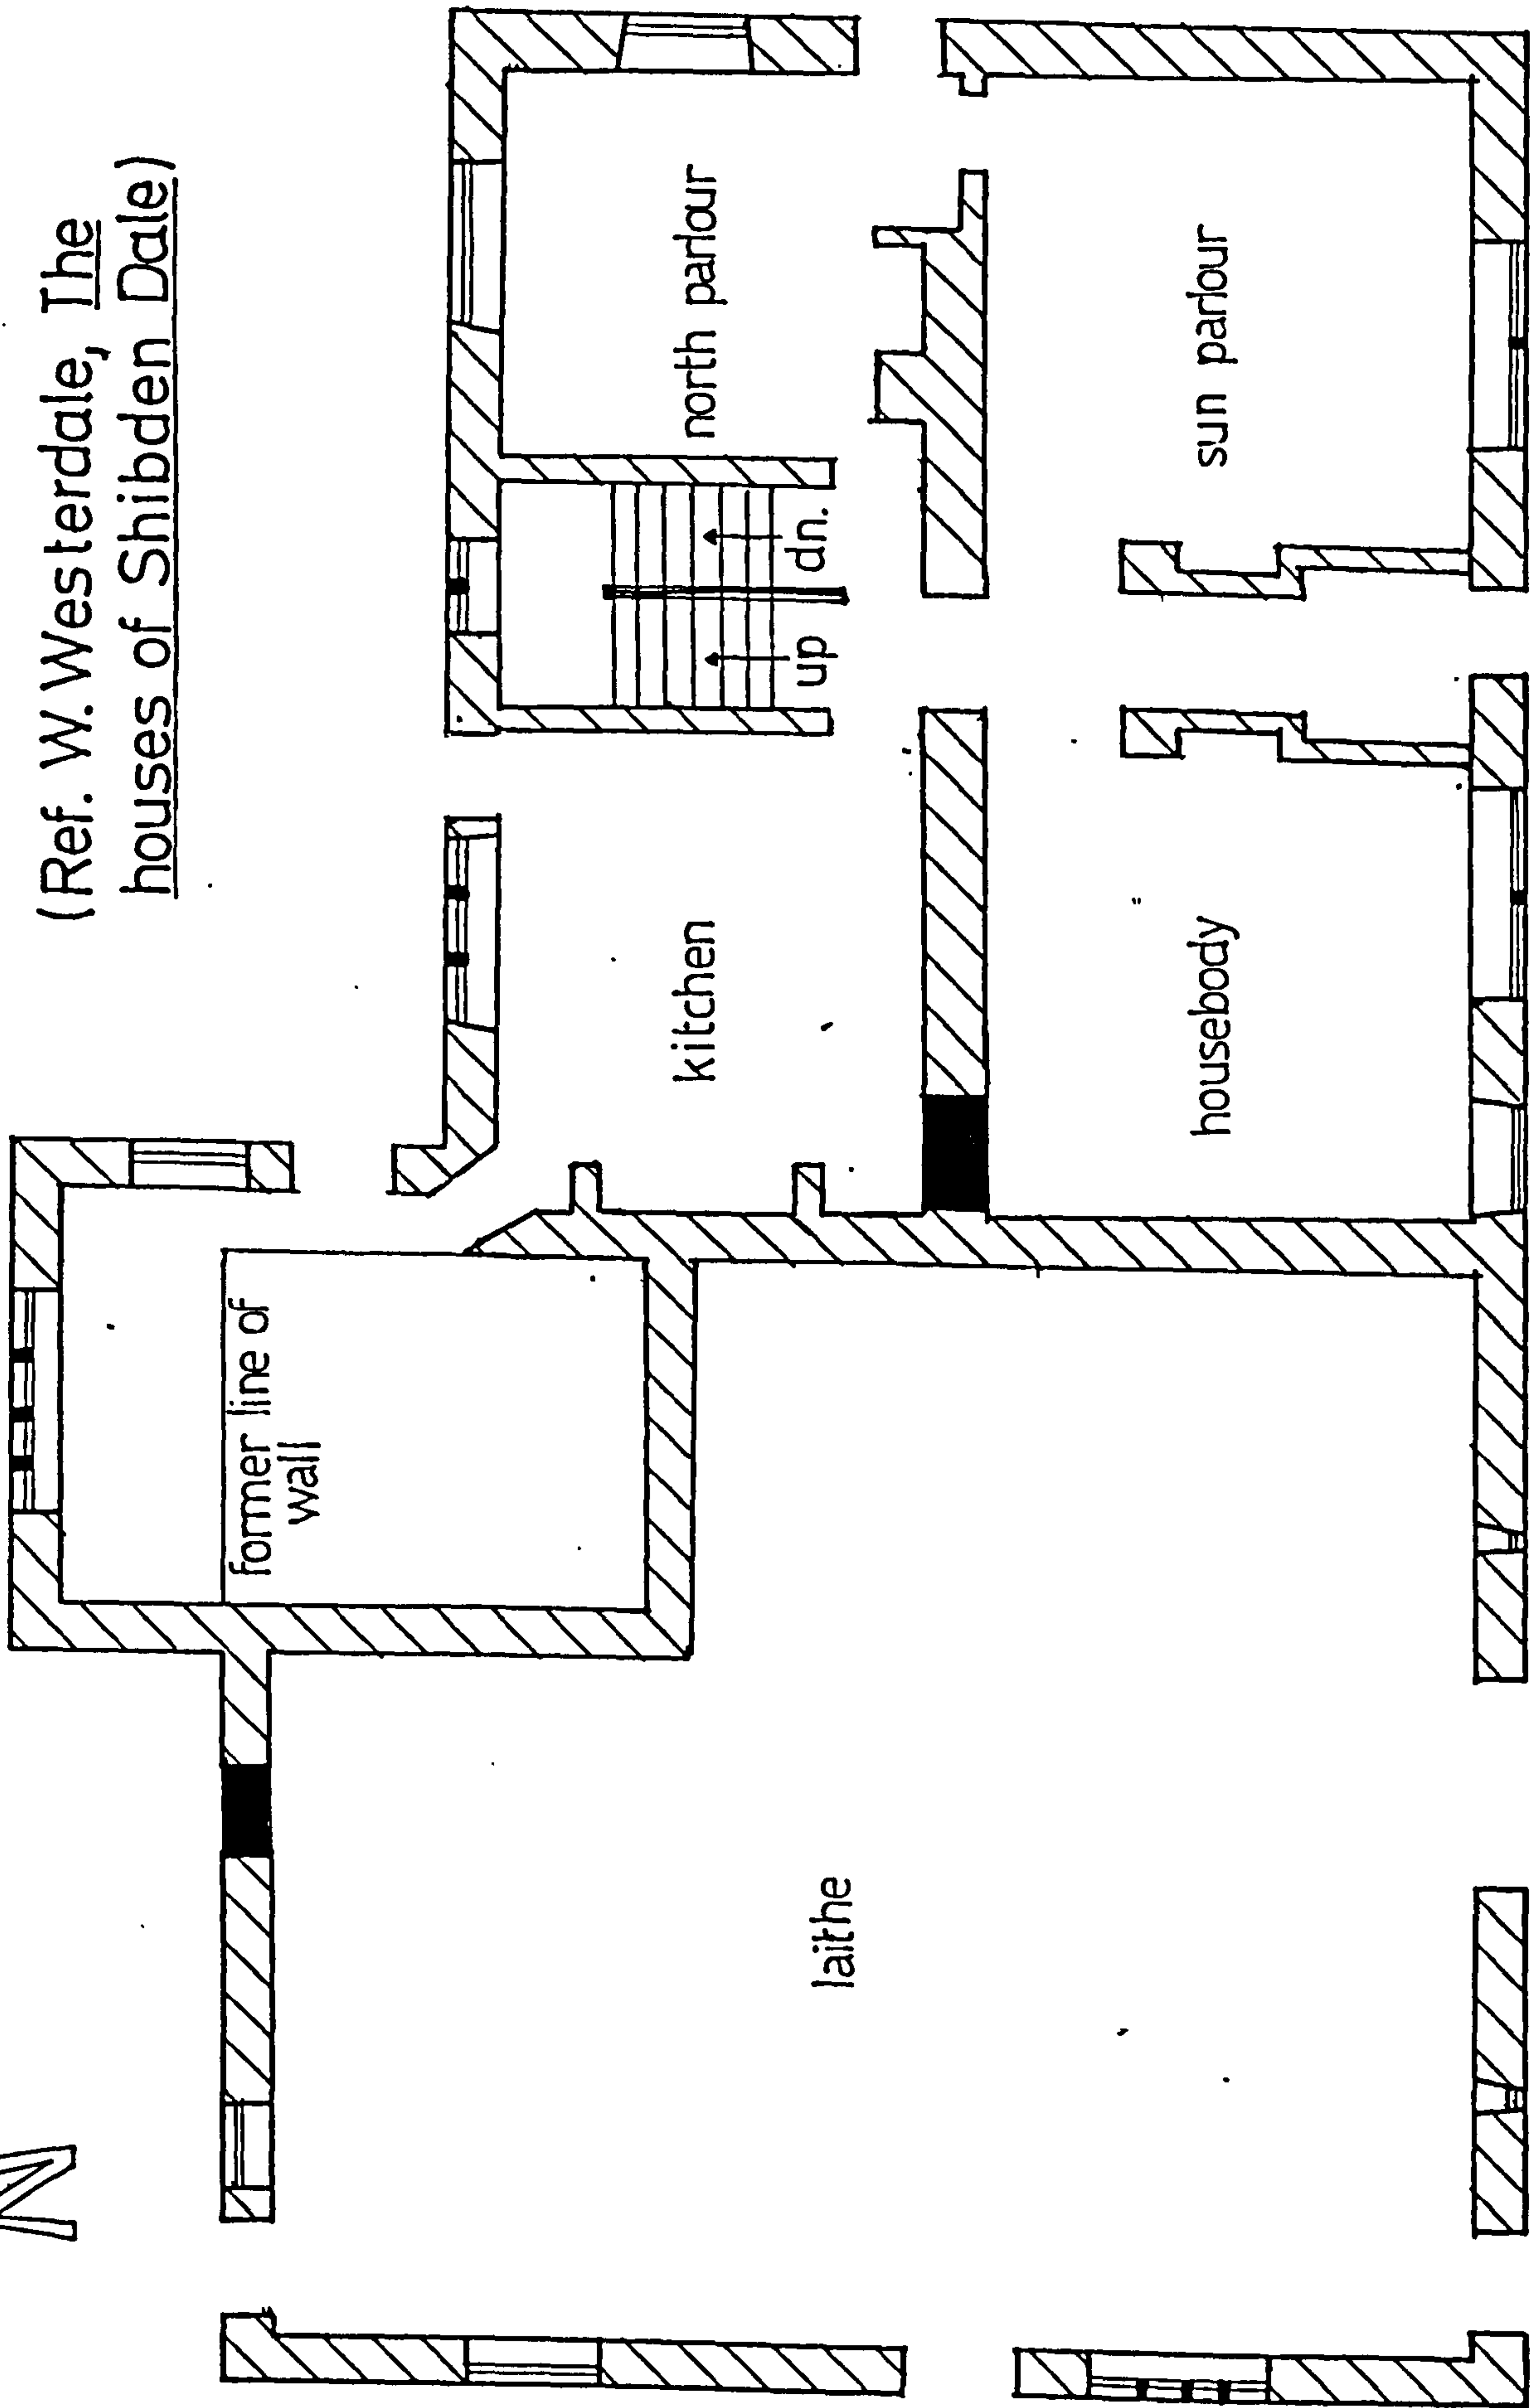 (Ref. W. Westerdale, The
houses of Shibden Dale)
N
north parlour
sun parlour
up
dn.
kitchen
housebody
former line of
wall
laithe